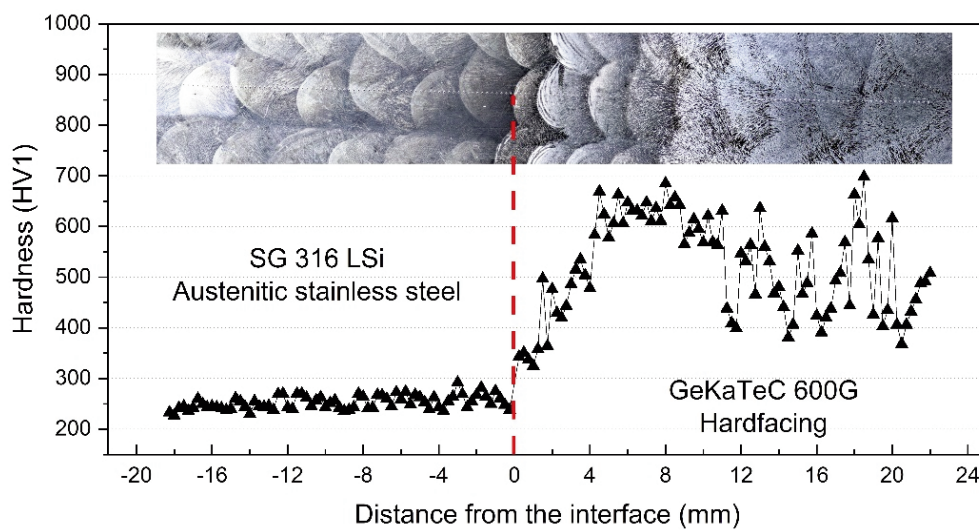 Hardness (HV1)
1000
900
800
700
600
500
400
300
200
SG 316 LSi
Austenitic stainless steel
GeKaTeC 600G
Hardfacing
-20 -16 -12 -8 -4 0 4 8 12 16 20 24
Distance from the interface (mm)